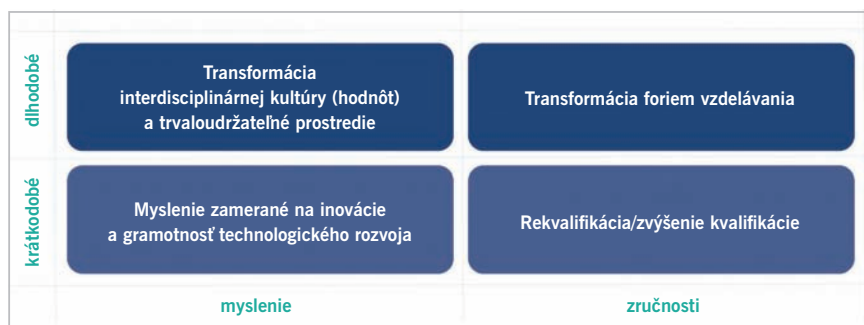 dlhodobé
Transformácia
interdisciplinárnej kultúry (hodnôt)
a trvaloudržateľné prostredie
Transformácia foriem vzdelávania
krátkodobé
Myslenie zamerané na inovácie
a gramotnosť technologického rozvoja
Rekvalifikácia/zvýšenie kvalifikácie
myslenie
zručnosti